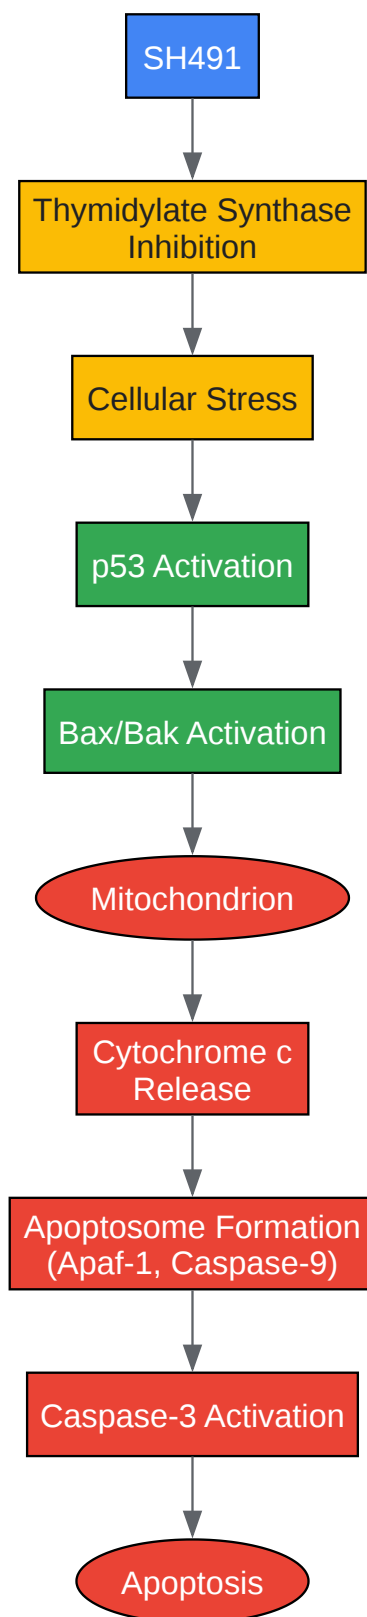 SH491
Thymidylate Synthase
Inhibition
Cellular Stress
p53 Activation
Bax/Bak Activation
Mitochondrion
Cytochrome c
Release
Apoptosome Formation
(Apaf-1, Caspase-9)
Caspase-3 Activation
Apoptosis